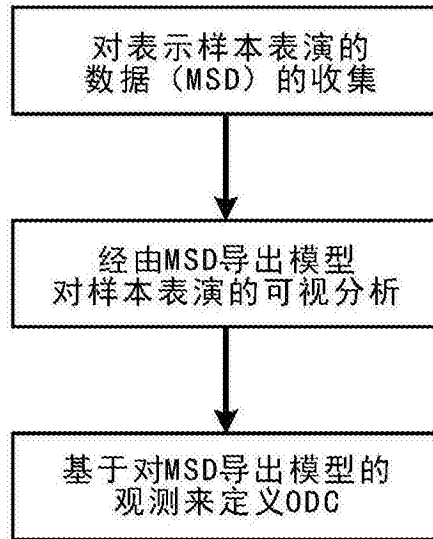 对表示样本表演的
数据（MSD）的收集
经由MSD导出模型
对样本表演的可视分析
基于对MSD导出模型的
观测来定义ODC